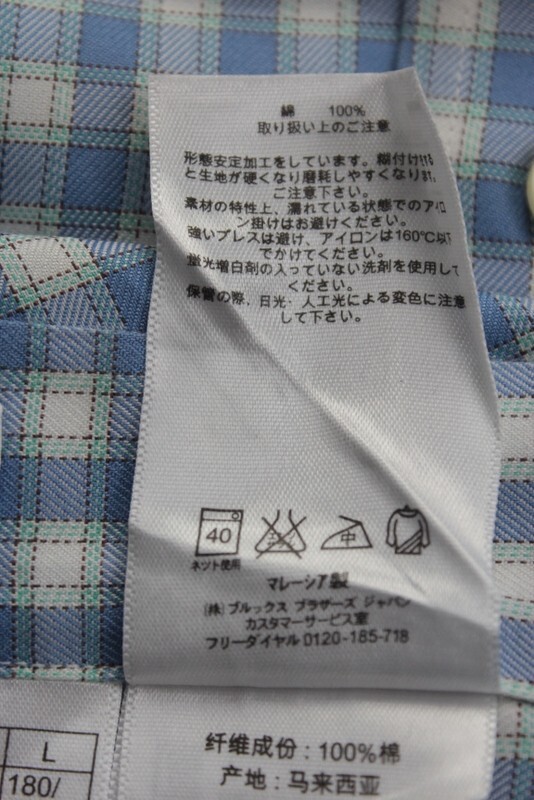 綿 100%
取り扱い上のご注意
形態安定加工をしています。糊付けする
と生地が硬くなり磨耗しやすくなります。
ご注意下さい。
素材の特性上、濡れている状態でのアイロ
ン掛けはお避けください。
強いプレスは避け、アイロンは160℃以下
でかけてください。
蛍光増白剤の入っていない洗剤を使用して
ください。
保管の際、日光・人工光による変色に注意
して下さい。
40
中
ネット使用
マレーシア製
(株)ブルックス ブラザーズ ジャパン
カスタマーサービス室
フリーダイヤル0120-185-718
L
180/
纤维成份：100%棉
产地：马来西亚